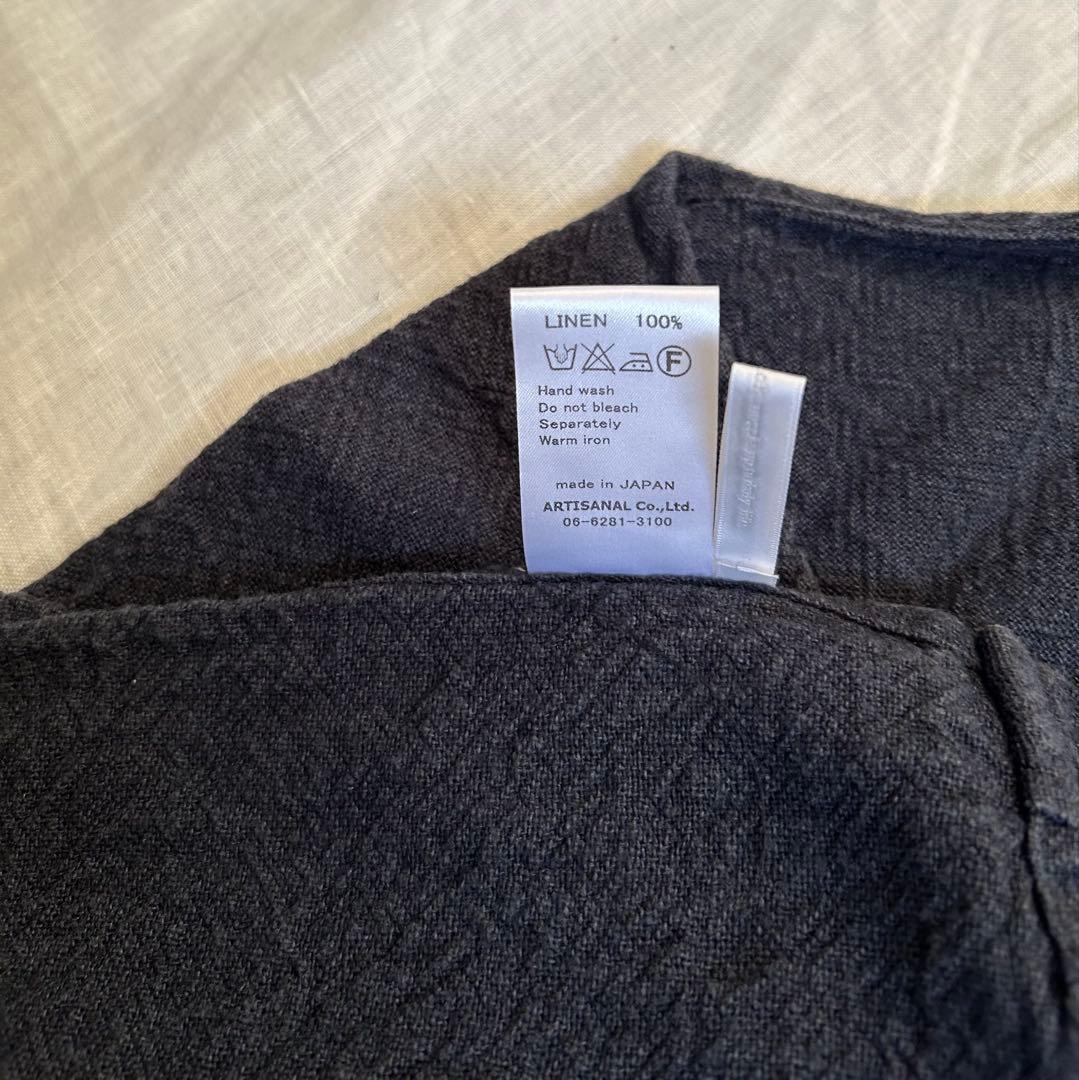 LINEN 100%
F
Hand wash
Do not bleach
Separately
Warm iron
made in JAPAN
ARTISANAL Co.,Ltd.
06-6281-3100